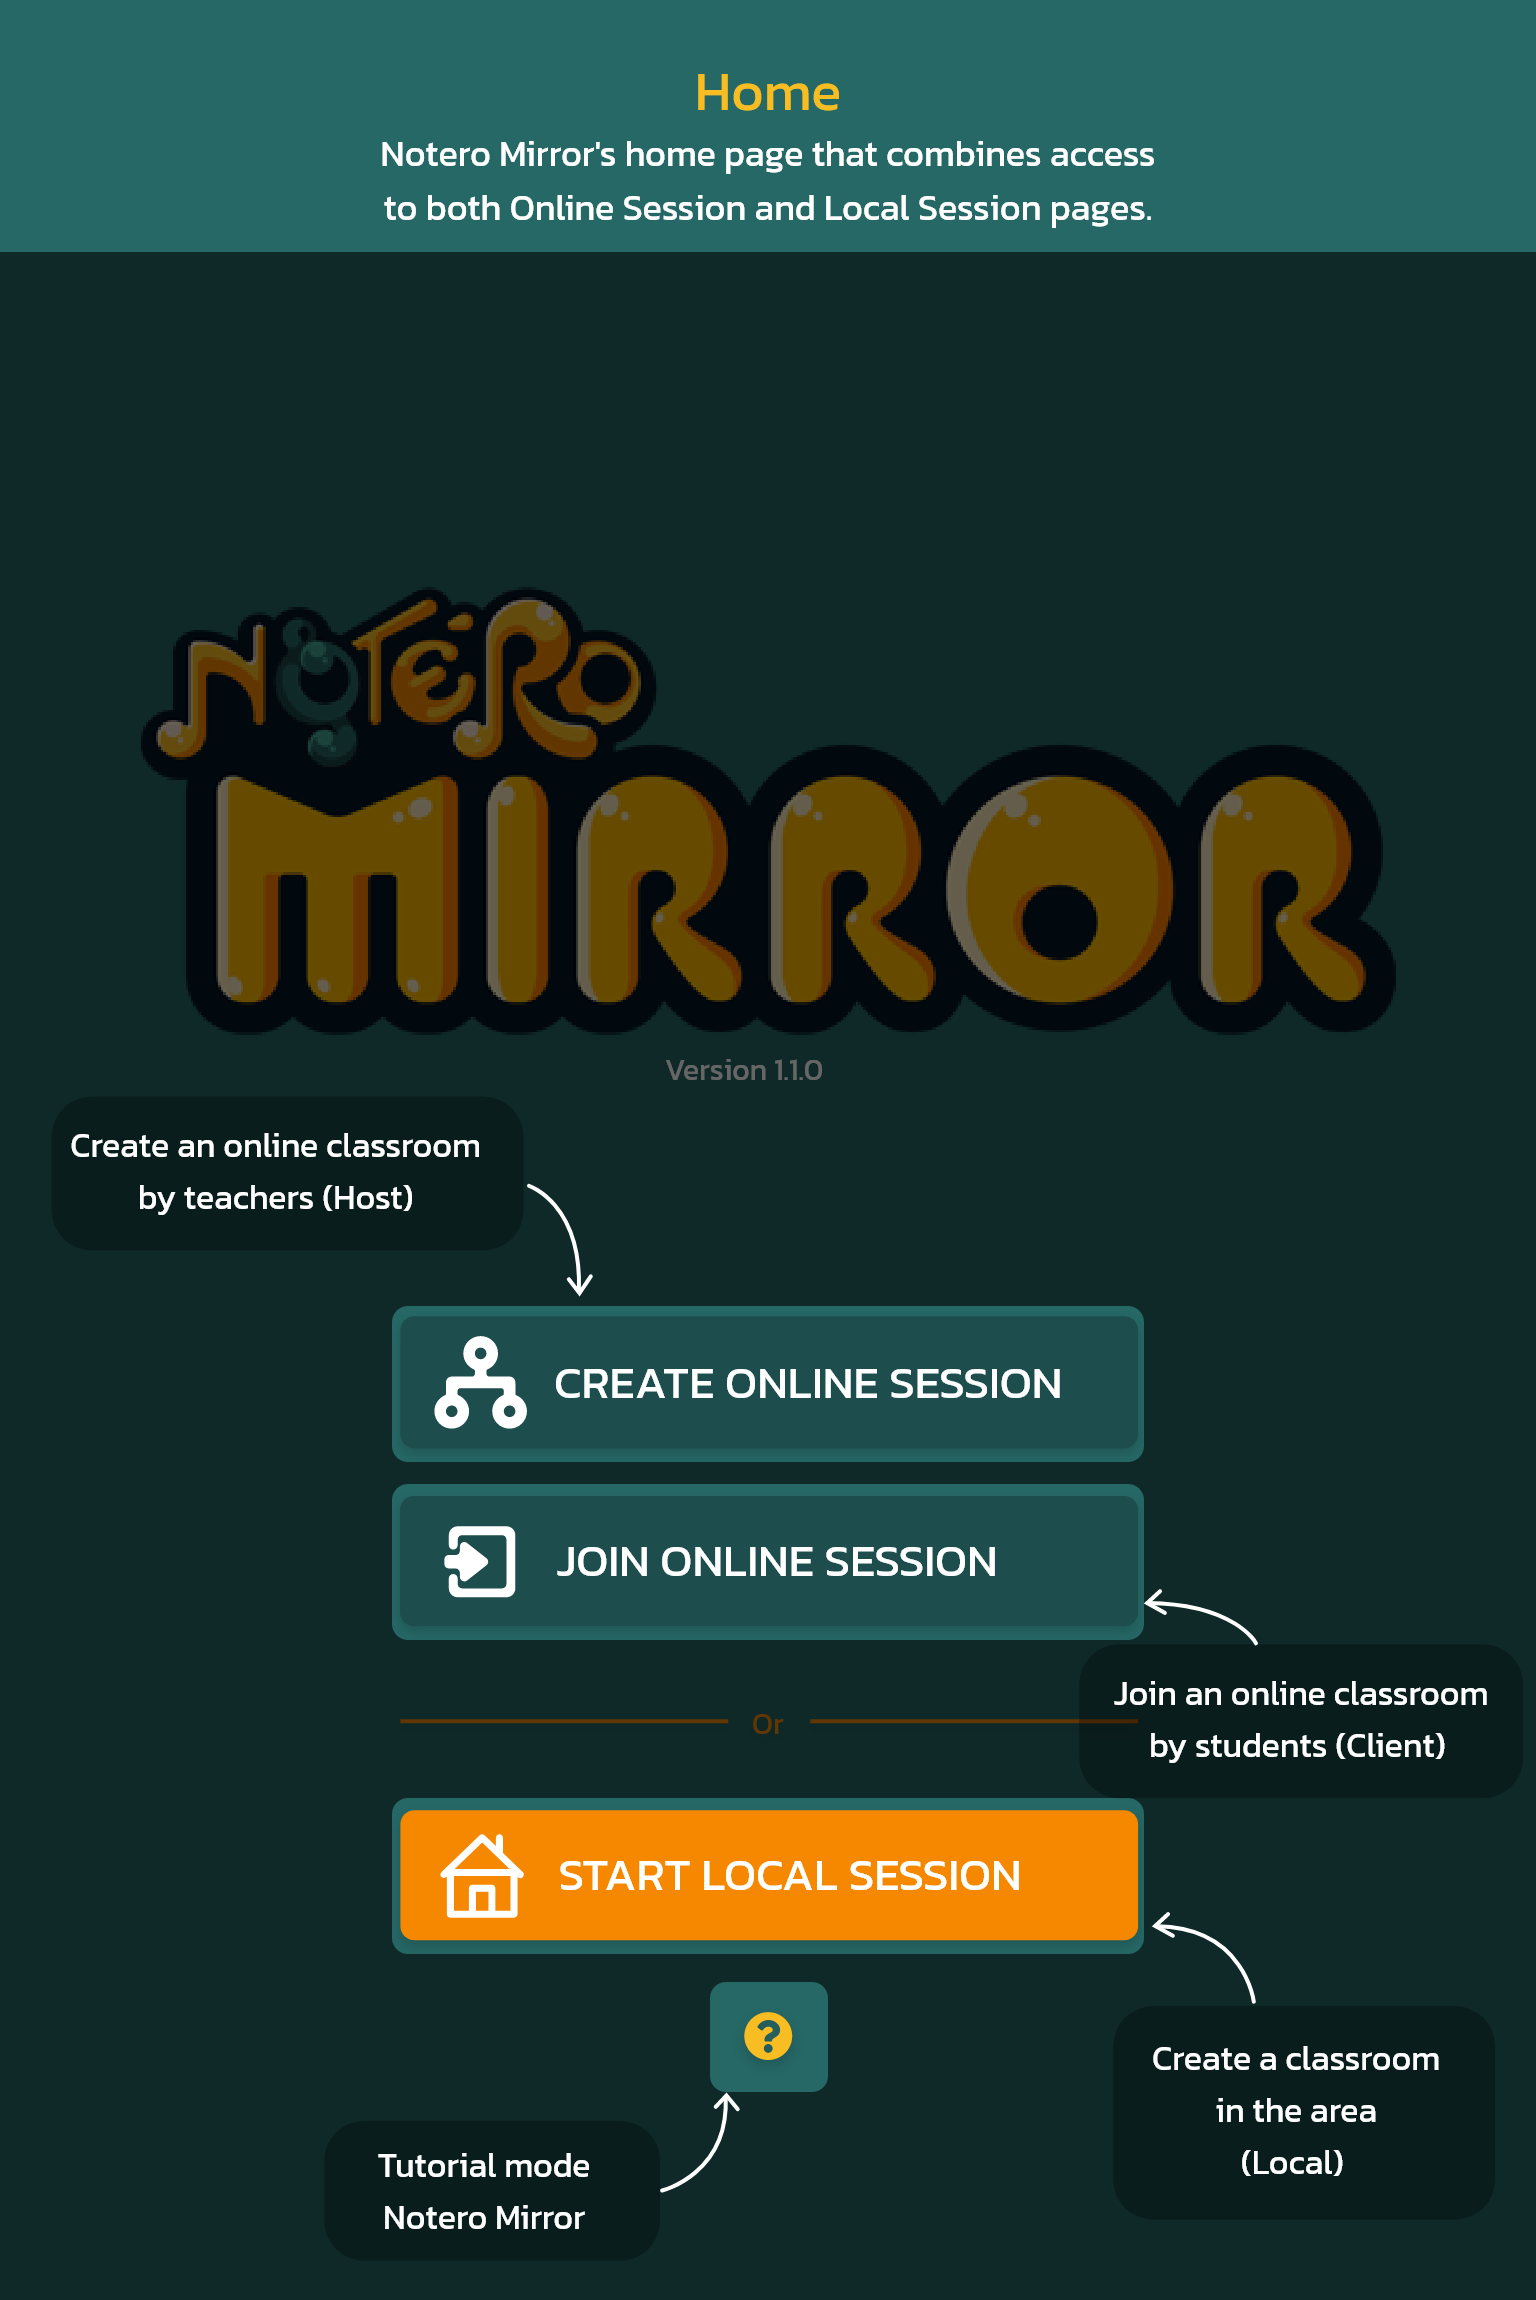 Home
Notero Mirror's home page that combines access
to both Online Session and Local Session pages.
NOTERO
MIRROR
Version 1.1.0
Create an online classroom
by teachers (Host)
CREATE ONLINE SESSION
JOIN ONLINE SESSION
Join an online classroom
by students (Client)
Or
START LOCAL SESSION
?
Create a classroom
in the area
(Local)
Tutorial mode
Notero Mirror